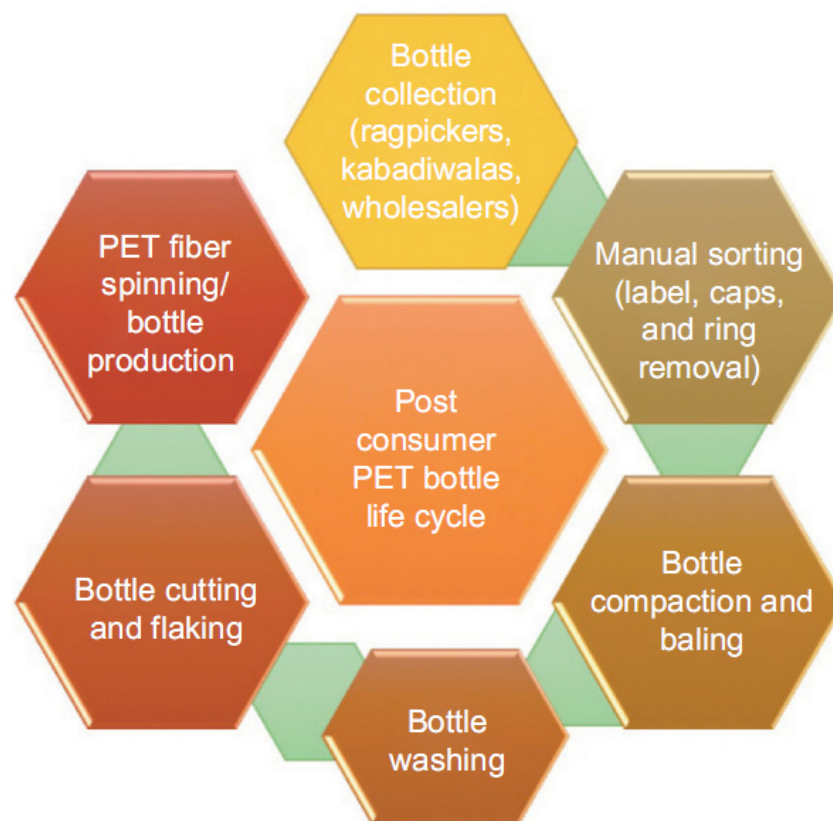 Bottle
collection
(ragpickers,
kabadiwalas,
wholesalers)
Manual sorting
(label, caps,
and ring
removal)
Bottle
compaction and
baling
Bottle
washing
Bottle cutting
and flaking
PET fiber
spinning/
bottle
production
Post
consumer
PET bottle
life cycle